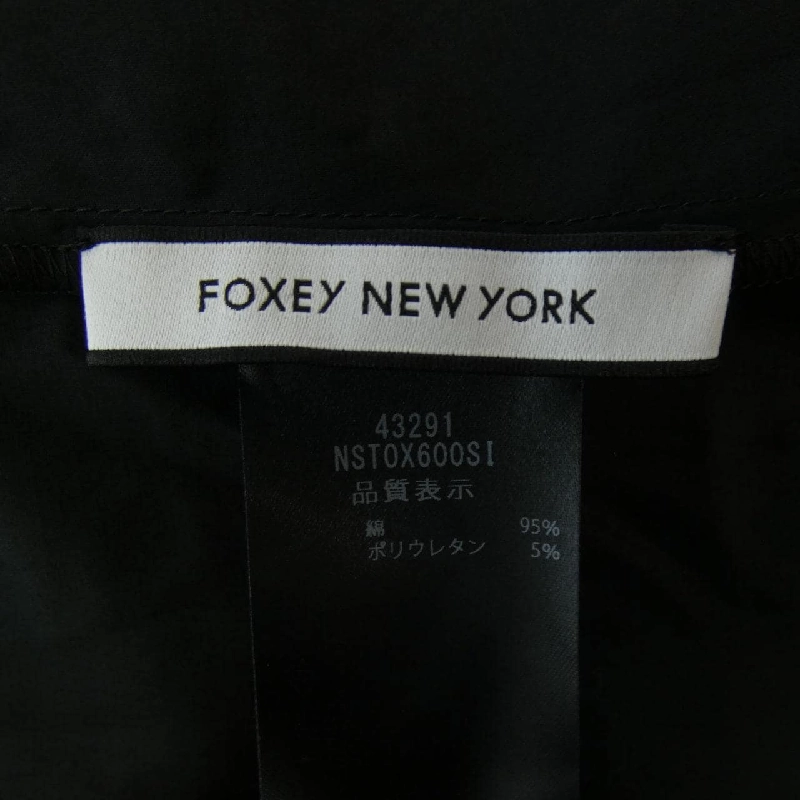 FOXEY NEW YORK
43291
NSTOX600SI
品質表示
綿 95%
ポリウレタン 5%